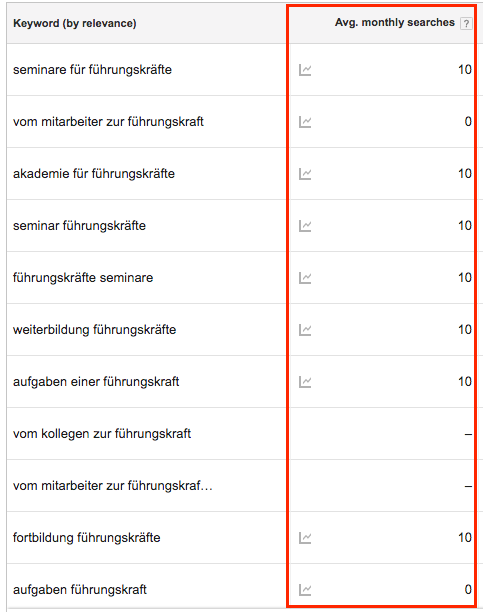 Keyword (by relevance) Avg. monthly searches ?
seminare für führungskräfte 10
vom mitarbeiter zur führungskraft 0
akademie für führungskräfte 10
seminar führungskräfte 10
führungskräfte seminare 10
weiterbildung führungskräfte 10
aufgaben einer führungskraft 10
vom kollegen zur führungskraft –
vom mitarbeiter zur führungskraf… –
fortbildung führungskräfte 10
aufgaben führungskraft 0